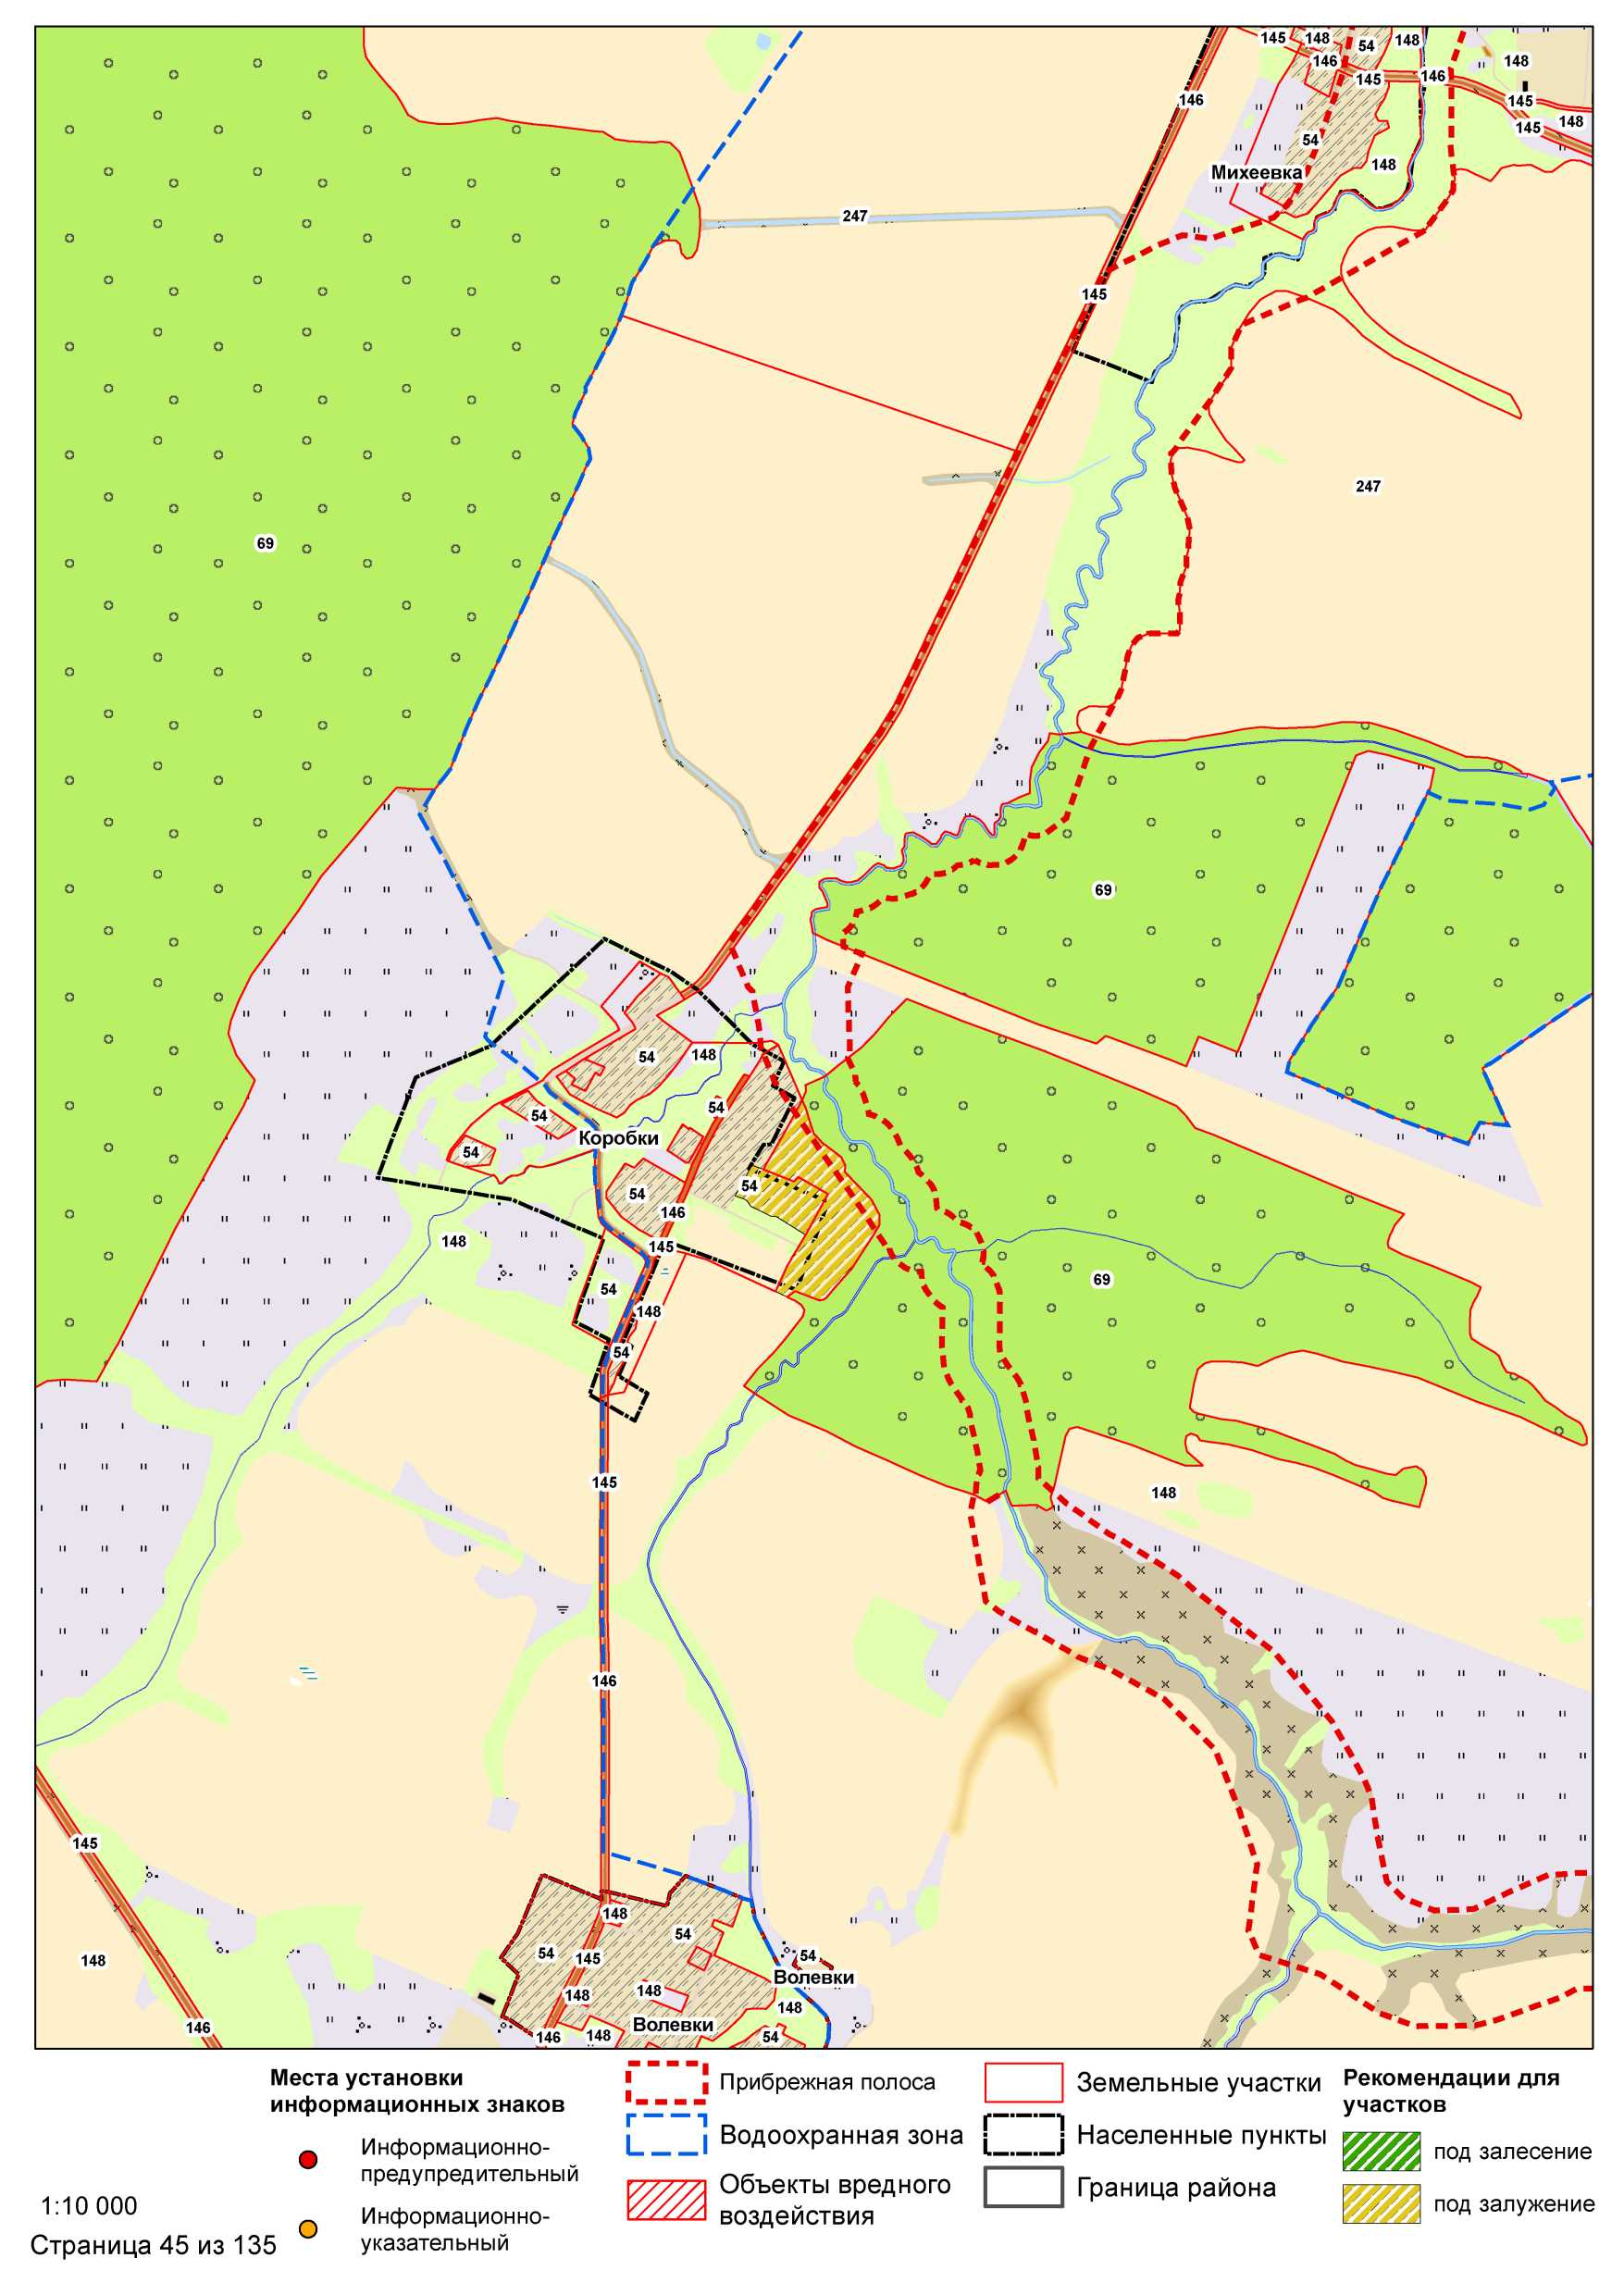 145
148
54
148
148
146
145
146
146
145
148
145
54
148
Михеевка
247
145
247
69
69
54
148
54
54
Коробки
54
54
54
146
148
145
69
54
148
54
145
148
146
145
148
54
148
54
145
54
Волевки
148
148
148
Волевки
146
146
148
54
Места установки
информационных знаков
Информационно-
предупредительный
Информационно-
указательный
Прибрежная полоса
Водоохранная зона
Объекты вредного
воздействия
Земельные участки
Населенные пункты
Граница района
Рекомендации для
участков
под залесение
под залужение
1:10 000
Страница 45 из 135